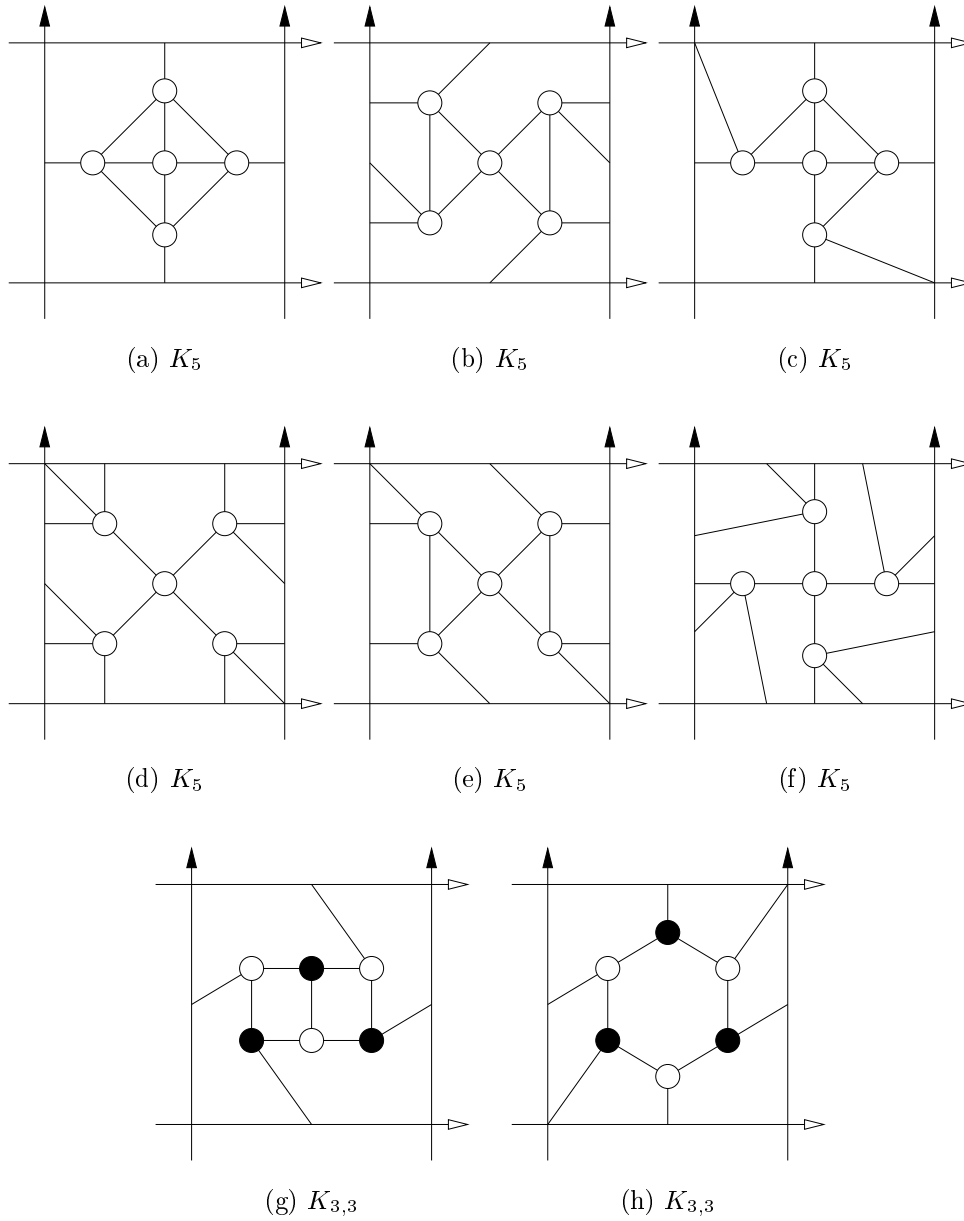 (a) K₅ (b) K₅ (c) K₅
(d) K₅ (e) K₅ (f) K₅
(g) K₃,₃ (h) K₃,₃